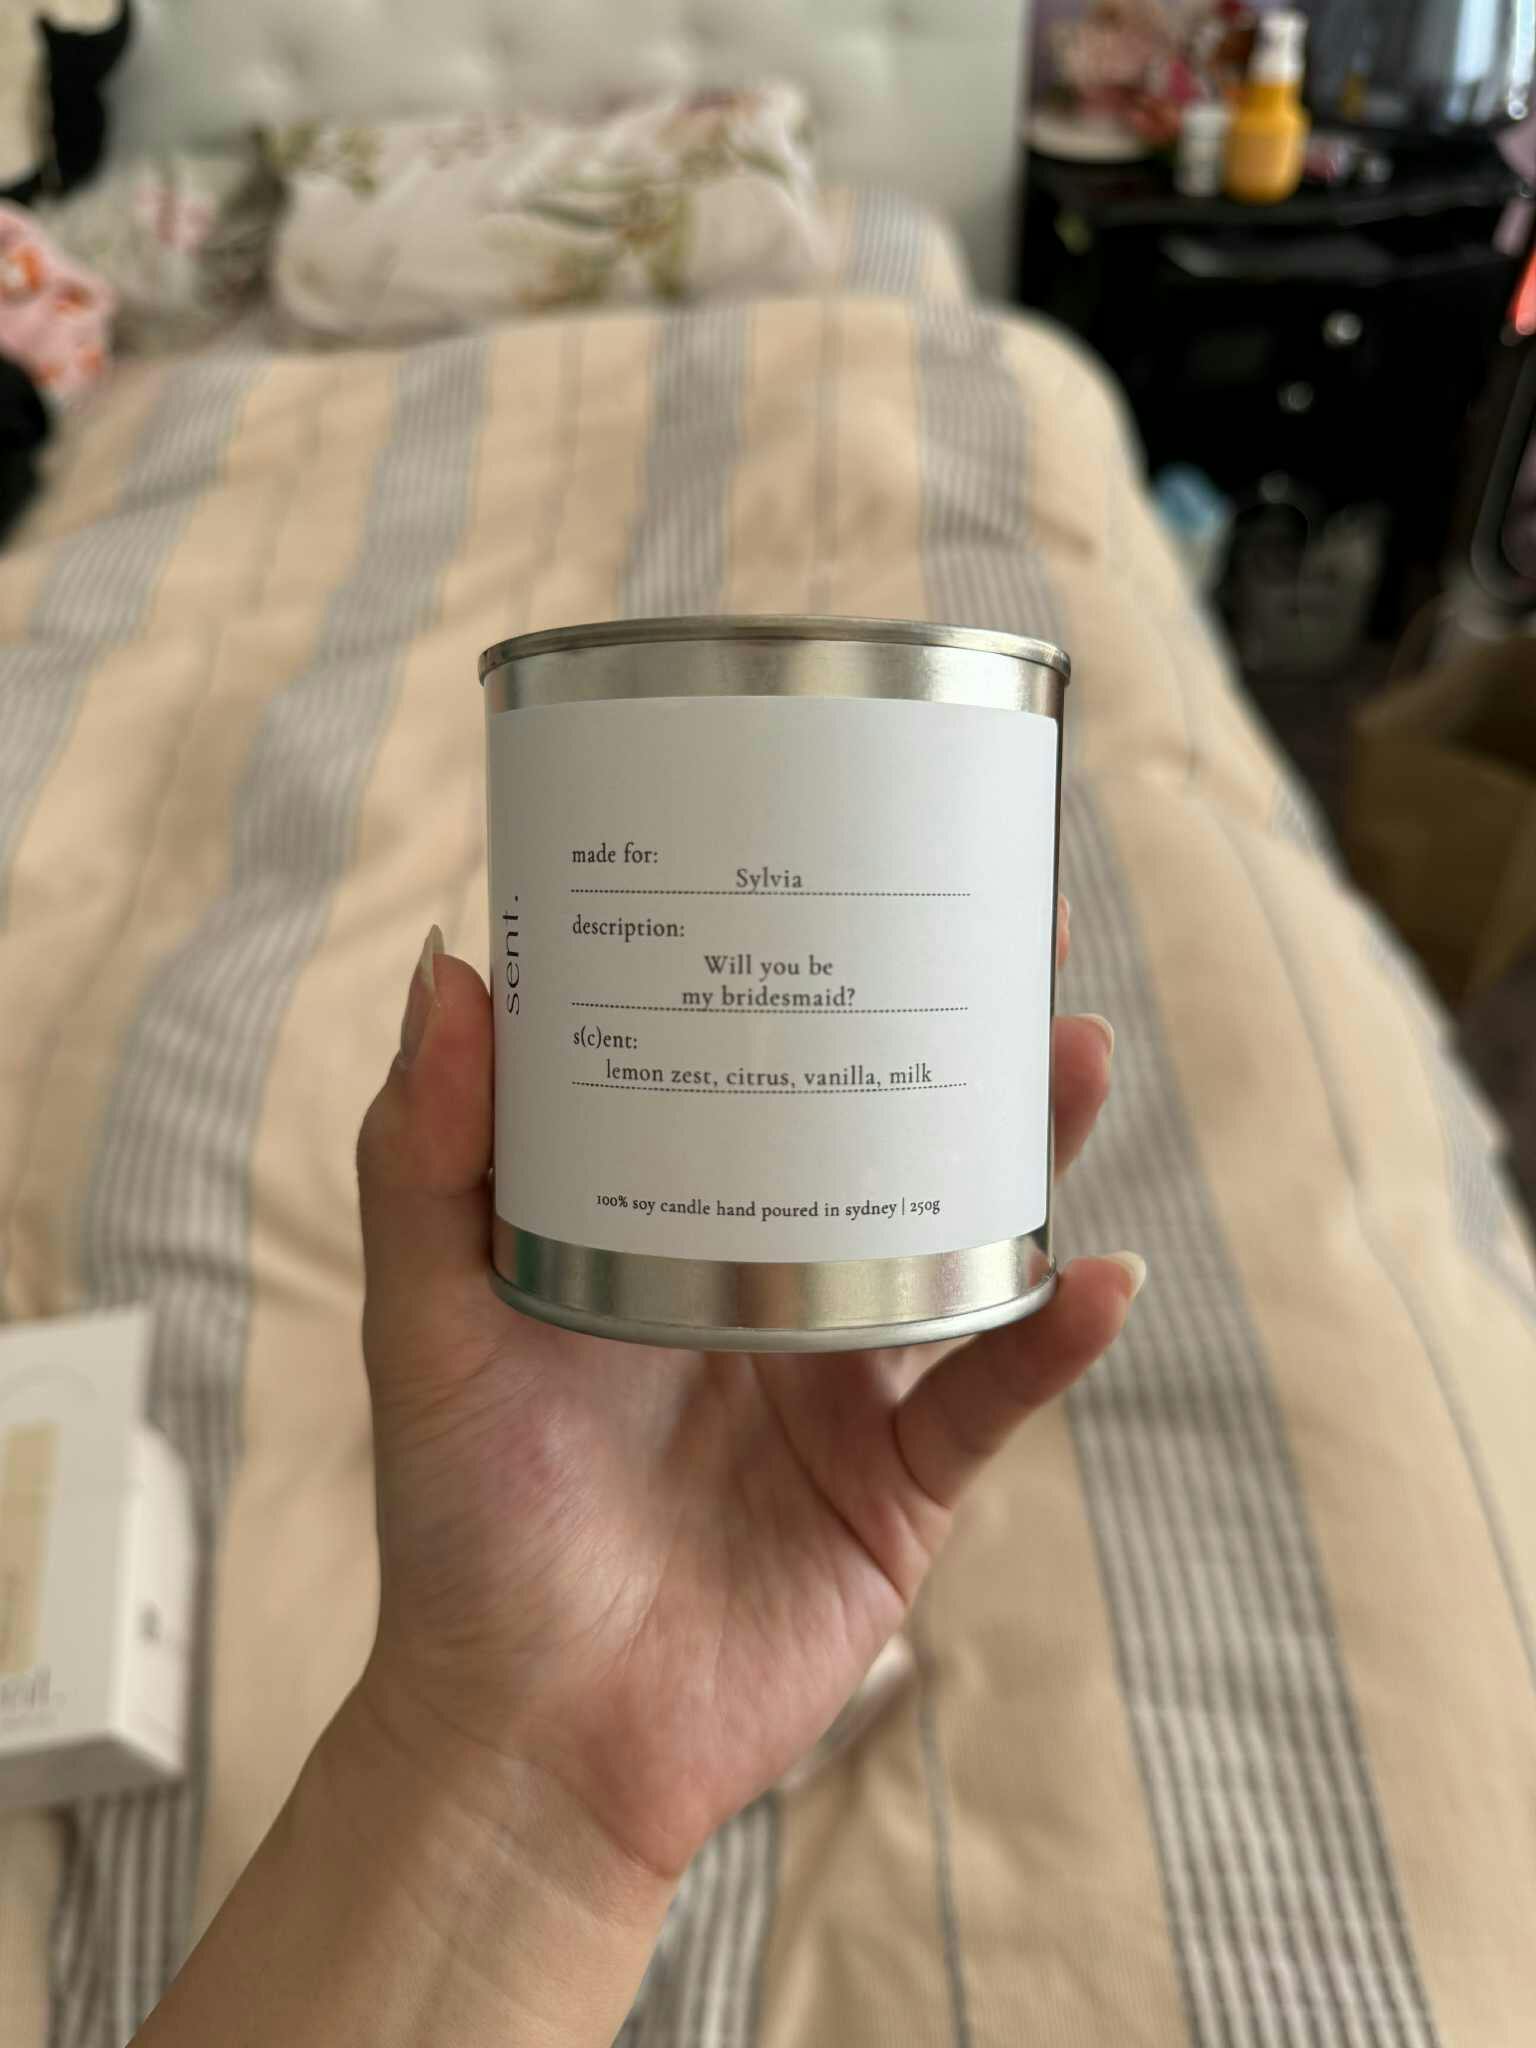 sent.
made for:
Sylvia
description:
Will you be
my bridesmaid?
s(c)ent:
lemon zest, citrus, vanilla, milk
100% soy candle hand poured in sydney | 250g